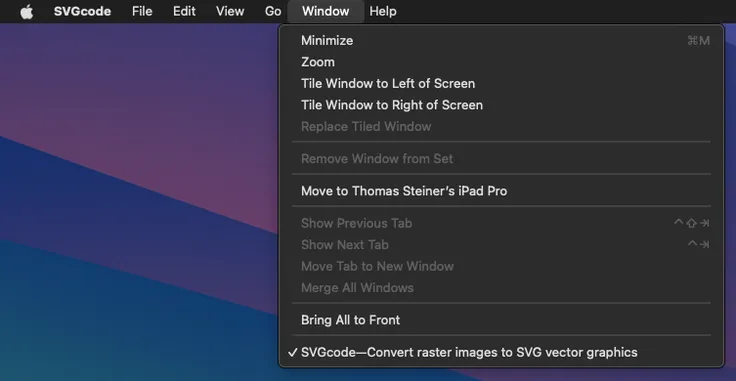 SVGcode File Edit View Go Window Help
Minimize ⌘M
Zoom
Tile Window to Left of Screen
Tile Window to Right of Screen
Replace Tiled Window
Remove Window from Set
Move to Thomas Steiner’s iPad Pro
Show Previous Tab ^⇧⇥
Show Next Tab ^⇥
Move Tab to New Window
Merge All Windows
Bring All to Front
✓ SVGcode—Convert raster images to SVG vector graphics